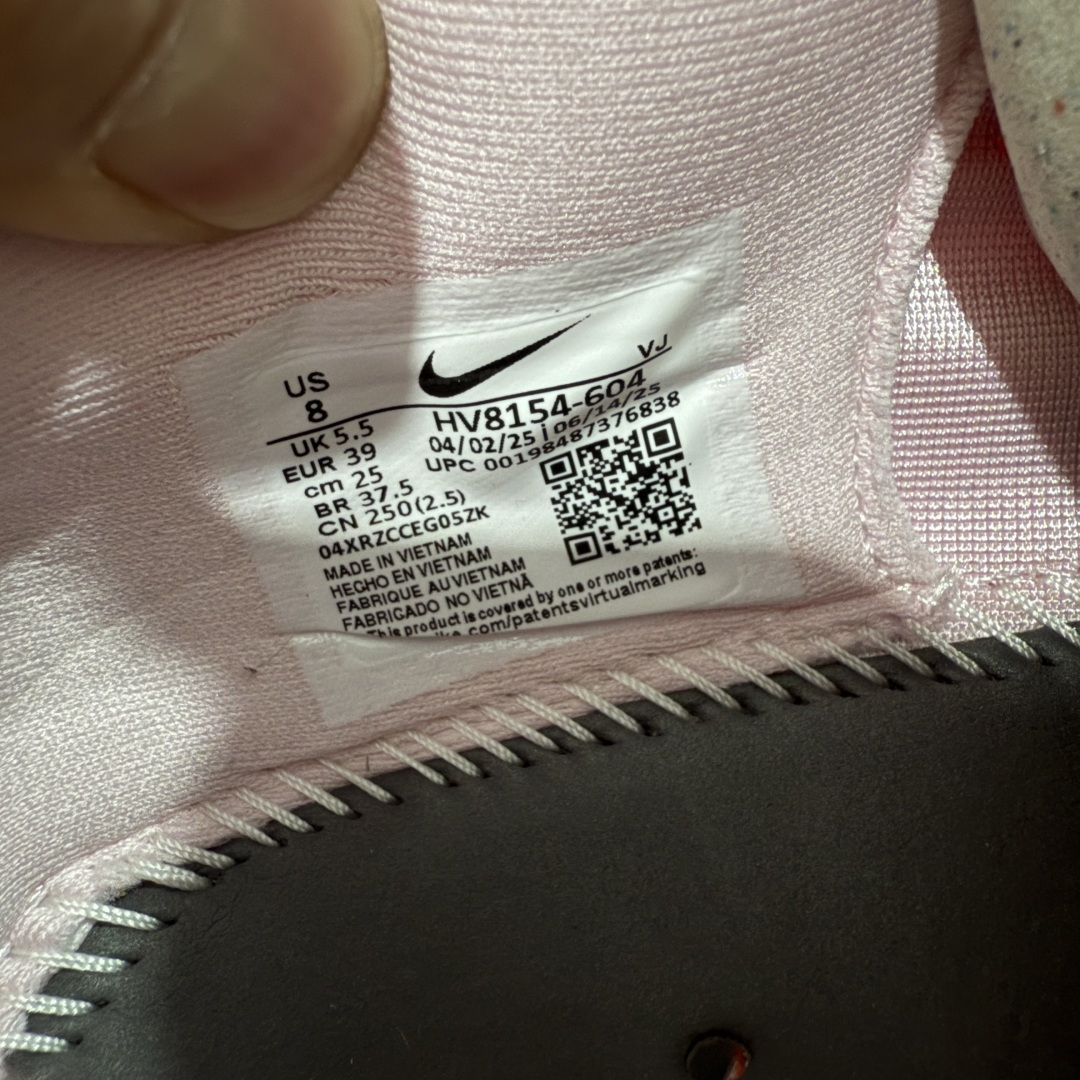 VJ
US
8
HV8154-604
04/02/25 | 06/14/25
UPC 00198487376838
UK 5.5
EUR 39
cm 25
BR 37.5
CN 250(2.5)
04XRZCCEG05ZK
MADE IN VIETNAM
HECHO EN VIETNAM
FABRIQUE AU VIETNAM
FABRICADO NO VIETNÃ
This product is covered by one or more patents:
.com/patentsvirtualmarking